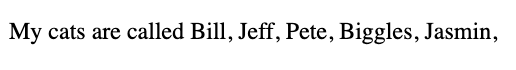 My cats are called Bill, Jeff, Pete, Biggles, Jasmin,